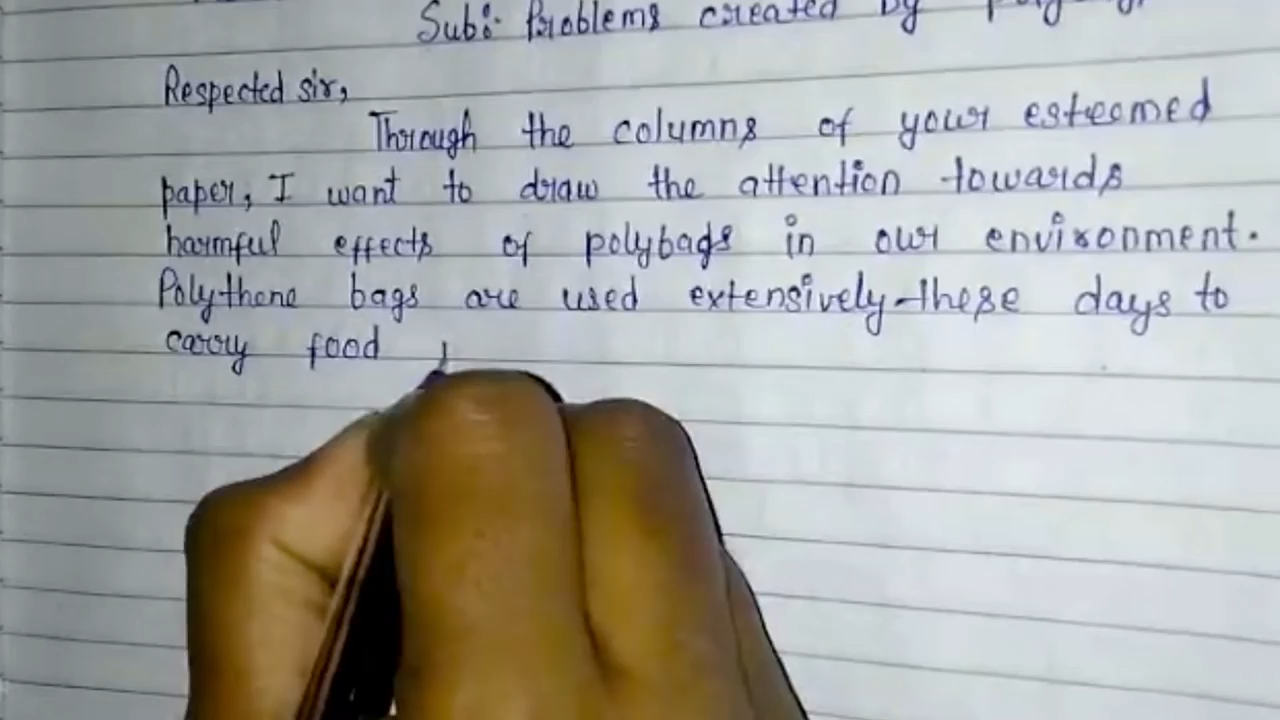 Sub:- Problems created by
Respected sir,
Through the columns of your esteemed
paper, I want to draw the attention towards
harmful effects of polybags in our environment.
Polythene bags are used extensively these days to
carry food